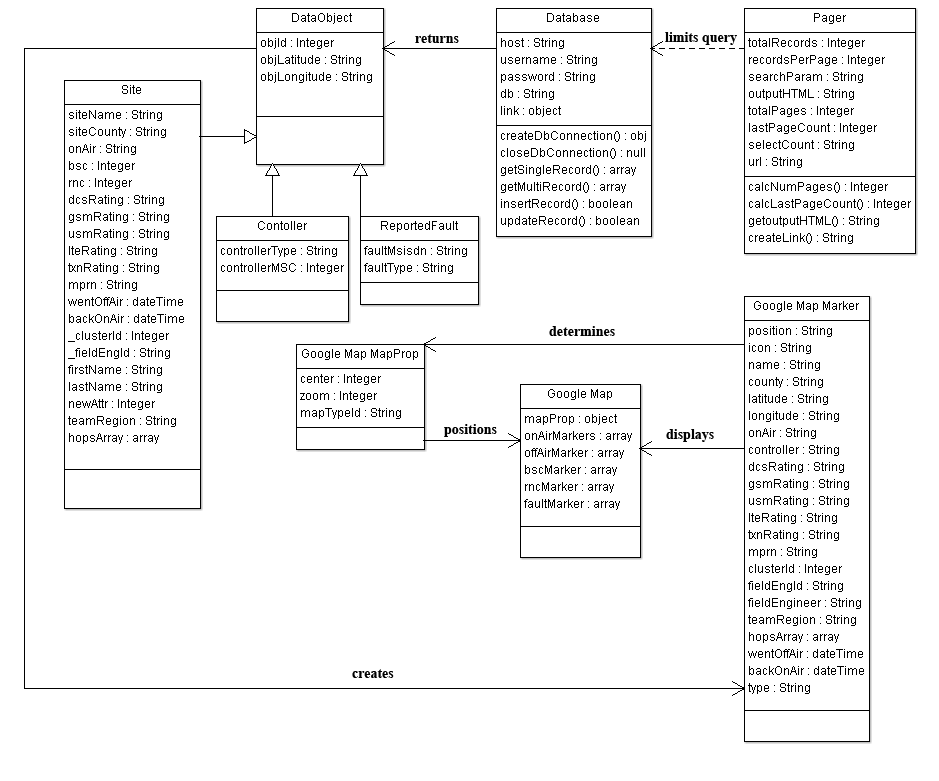 DataObject
objId : Integer
objLatitude : String
objLongitude : String
returns
Database
host : String
username : String
password : String
db : String
link : object
createDbConnection() : obj
closeDbConnection() : null
getSingleRecord() : array
getMultiRecord() : array
insertRecord() : boolean
updateRecord() : boolean
limits query
Pager
totalRecords : Integer
recordsPerPage : Integer
searchParam : String
outputHTML : String
totalPages : Integer
lastPageCount : Integer
selectCount : String
url : String
calcNumPages() : Integer
calcLastPageCount() : Integer
getoutputHTML() : String
createLink() : String
Site
siteName : String
siteCounty : String
onAir : String
bsc : Integer
rnc : Integer
dcsRating : String
gsmRating : String
usmRating : String
lteRating : String
txnRating : String
mprn : String
wentOffAir : dateTime
backOnAir : dateTime
_clusterId : Integer
_fieldEngId : String
firstName : String
lastName : String
newAttr : Integer
teamRegion : String
hopsArray : array
Contoller
controllerType : String
controllerMSC : Integer
ReportedFault
faultMsisdn : String
faultType : String
determines
Google Map MapProp
center : Integer
zoom : Integer
mapTypeId : String
positions
Google Map
mapProp : object
onAirMarkers : array
offAirMarker : array
bscMarker : array
rncMarker : array
faultMarker : array
displays
Google Map Marker
position : String
icon : String
name : String
county : String
latitude : String
longitude : String
onAir : String
controller : String
dcsRating : String
gsmRating : String
usmRating : String
lteRating : String
txnRating : String
mprn : String
clusterId : Integer
fieldEngId : String
fieldEngineer : String
teamRegion : String
hopsArray : array
wentOffAir : dateTime
backOnAir : dateTime
type : String
creates